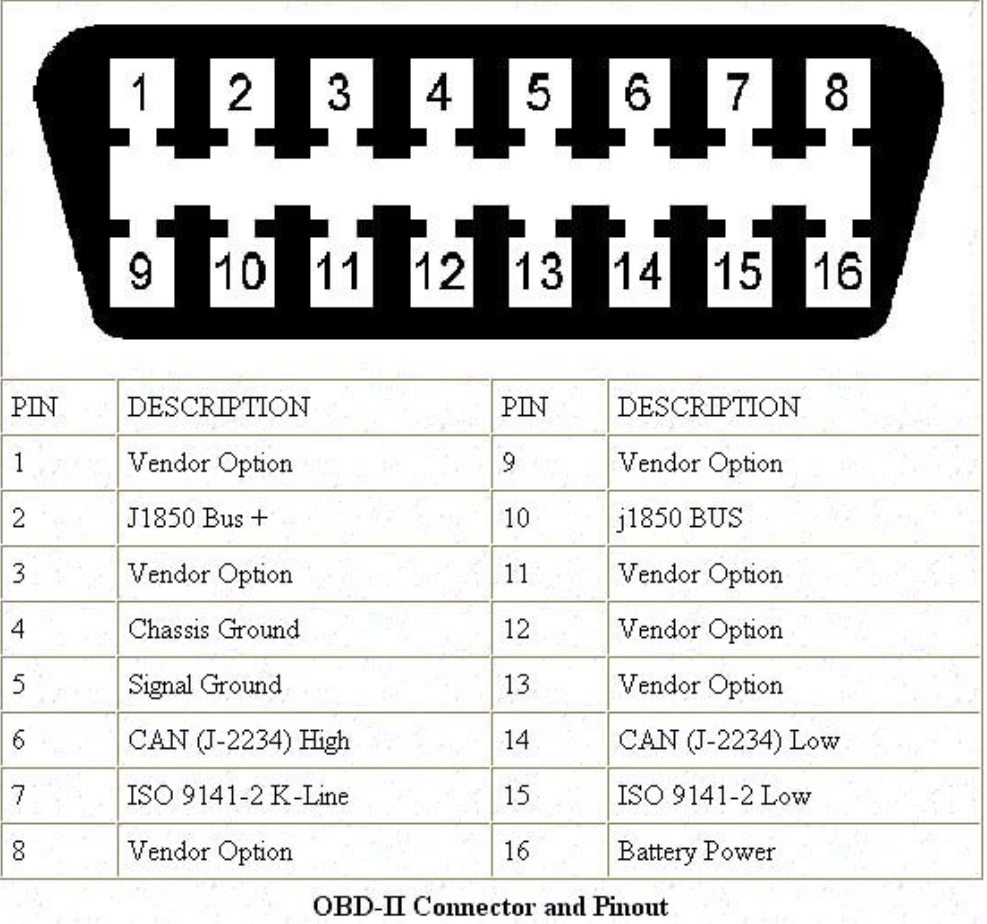 1 2 3 4 5 6 7 8
9 10 11 12 13 14 15 16
PIN DESCRIPTION PIN DESCRIPTION
1 Vendor Option 9 Vendor Option
2 J1850 Bus + 10 j1850 BUS
3 Vendor Option 11 Vendor Option
4 Chassis Ground 12 Vendor Option
5 Signal Ground 13 Vendor Option
6 CAN (J-2234) High 14 CAN (J-2234) Low
7 ISO 9141-2 K-Line 15 ISO 9141-2 Low
8 Vendor Option 16 Battery Power
OBD-II Connector and Pinout